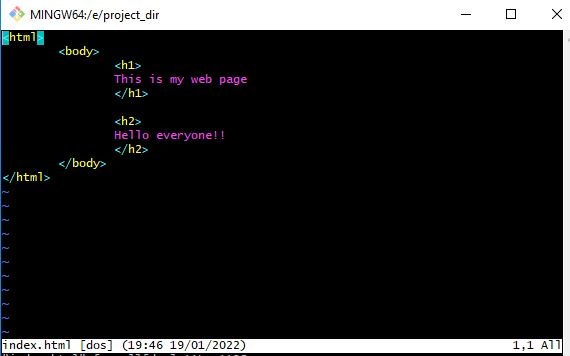 MINGW64:/e/project_dir
<html>
<body>
<h1>
This is my web page
</h1>
<h2>
Hello everyone!!
</h2>
</body>
</html>
~
~
~
~
~
~
~
~
~
~
~
index.html [dos] (19:46 19/01/2022) 1,1 All